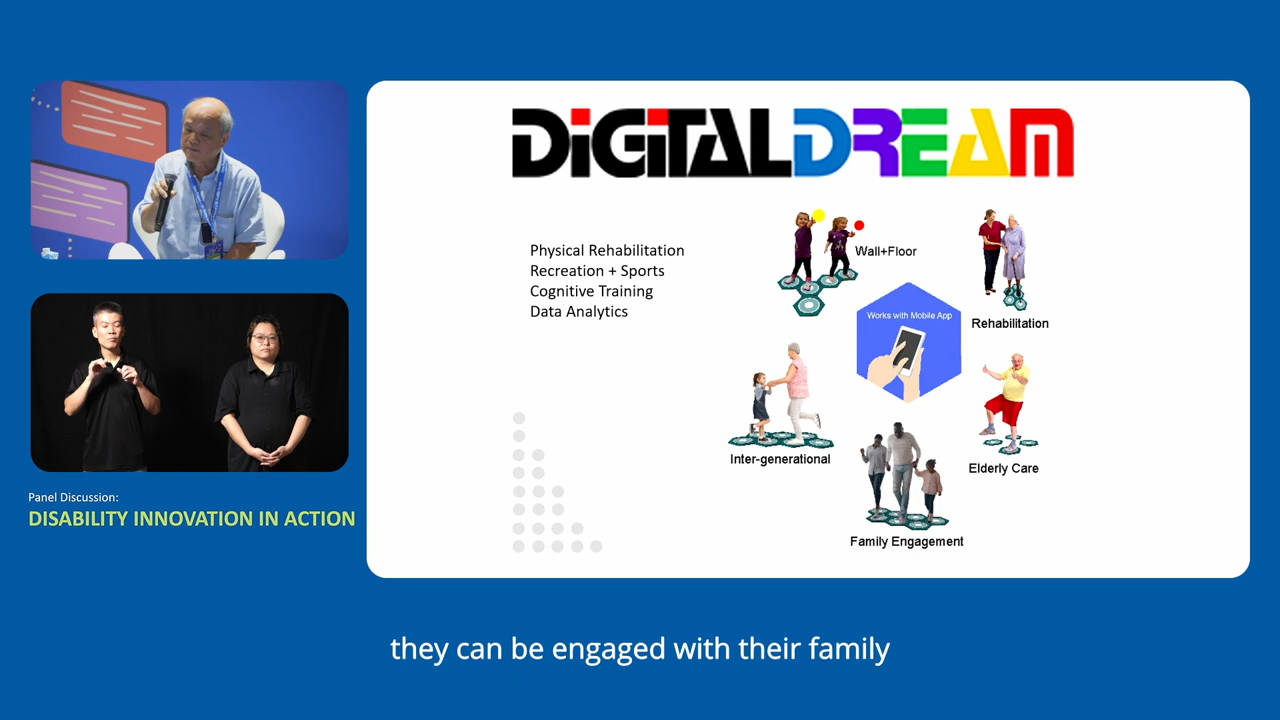 Panel Discussion:
DISABILITY INNOVATION IN ACTION
DiGiTALDREAM
Physical Rehabilitation
Recreation + Sports
Cognitive Training
Data Analytics
Wall+Floor
Works with Mobile App
Rehabilitation
Inter-generational
Elderly Care
Family Engagement
they can be engaged with their family